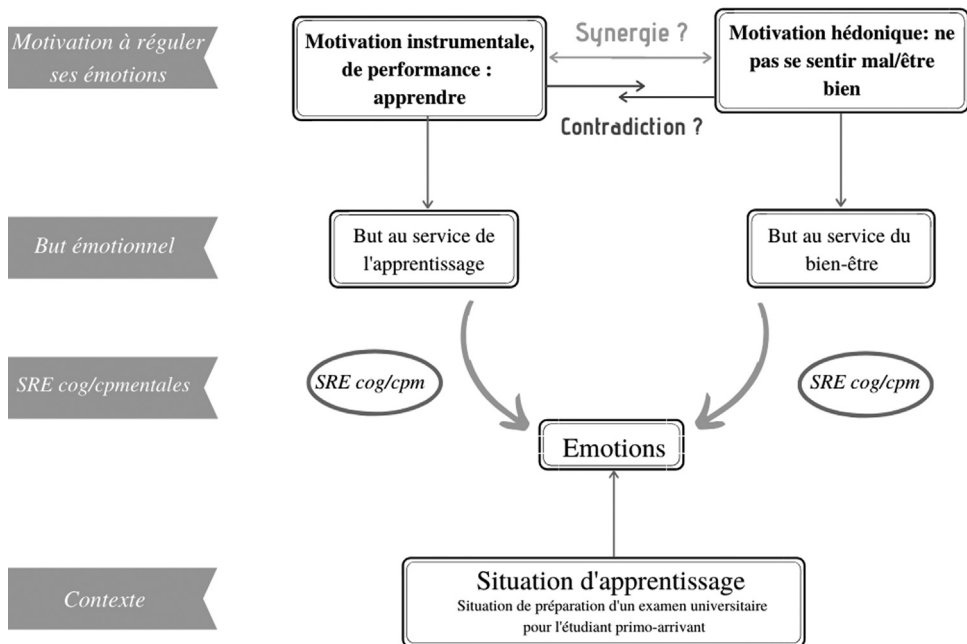 Motivation à réguler
ses émotions
Motivation instrumentale,
de performance :
apprendre
Synergie ?
Contradiction ?
Motivation hédonique: ne
pas se sentir mal/être
bien
But émotionnel
But au service de
l'apprentissage
But au service du
bien-être
SRE cog/cpmentales
SRE cog/cpm
SRE cog/cpm
Emotions
Contexte
Situation d'apprentissage
Situation de préparation d'un examen universitaire
pour l'étudiant primo-arrivant